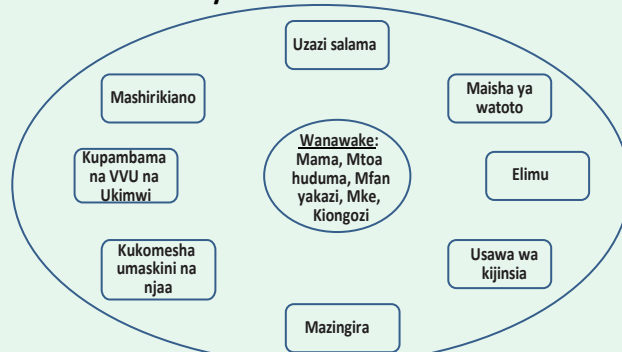 Uzazi salama
Mashirikiano
Maisha ya
watoto
Wanawake:
Mama, Mtoa
huduma, Mfan
yakazi, Mke,
Kiongozi
Kupambama
na VVU na
Ukimwi
Elimu
Kukomesha
umaskini na
njaa
Usawa wa
kijinsia
Mazingira